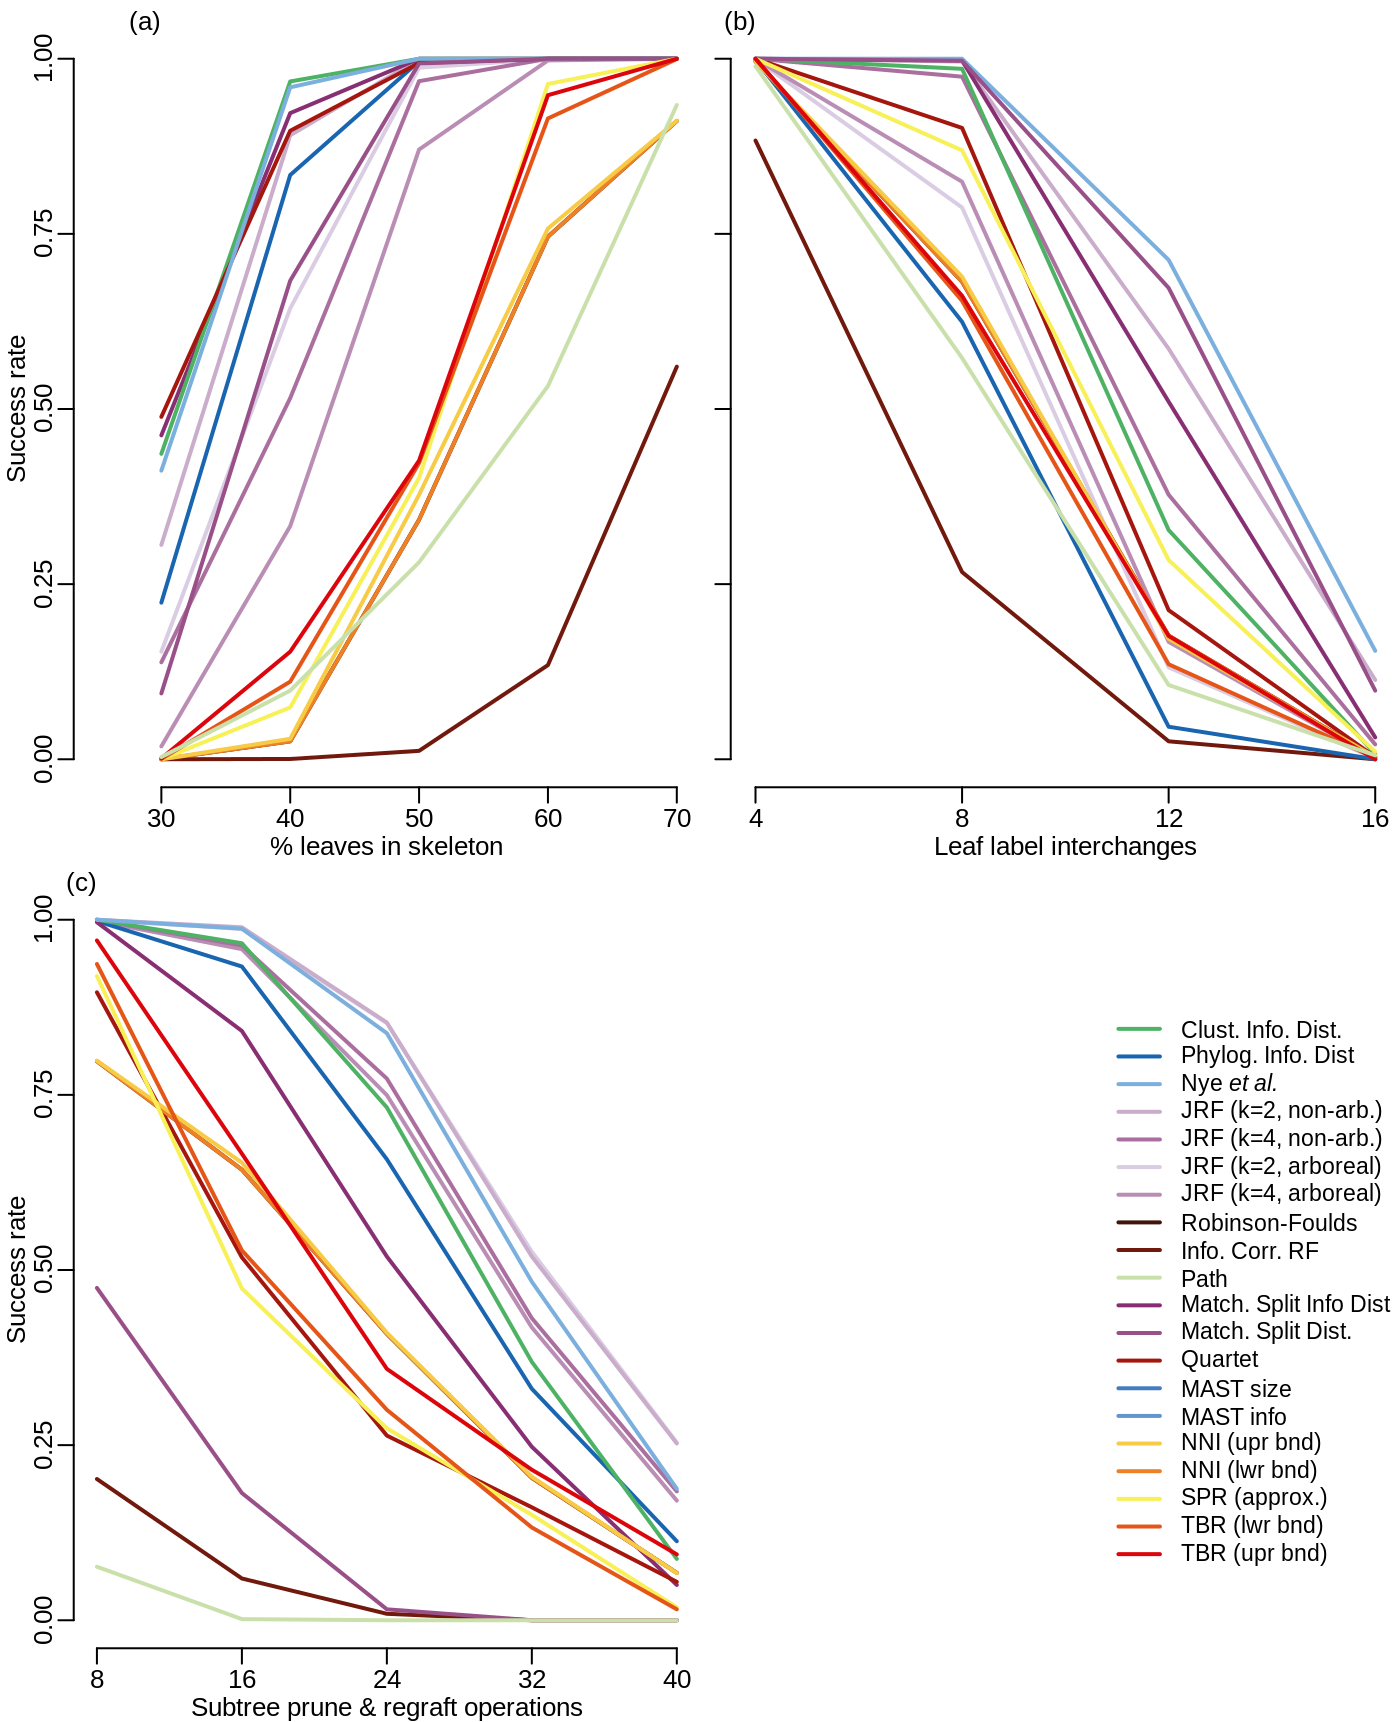 (a)
1.00
0.75
0.50
0.25
0.00
Success rate
30 40 50 60 70
% leaves in skeleton
(b)
4 8 12 16
Leaf label interchanges
(c)
1.00
0.75
0.50
0.25
0.00
Success rate
8 16 24 32 40
Subtree prune & regraft operations
Clust. Info. Dist.
Phylog. Info. Dist
Nye et al.
JRF (k=2, non-arb.)
JRF (k=4, non-arb.)
JRF (k=2, arboreal)
JRF (k=4, arboreal)
Robinson-Foulds
Info. Corr. RF
Path
Match. Split Info Dist
Match. Split Dist.
Quartet
MAST size
MAST info
NNI (upr bnd)
NNI (lwr bnd)
SPR (approx.)
TBR (lwr bnd)
TBR (upr bnd)